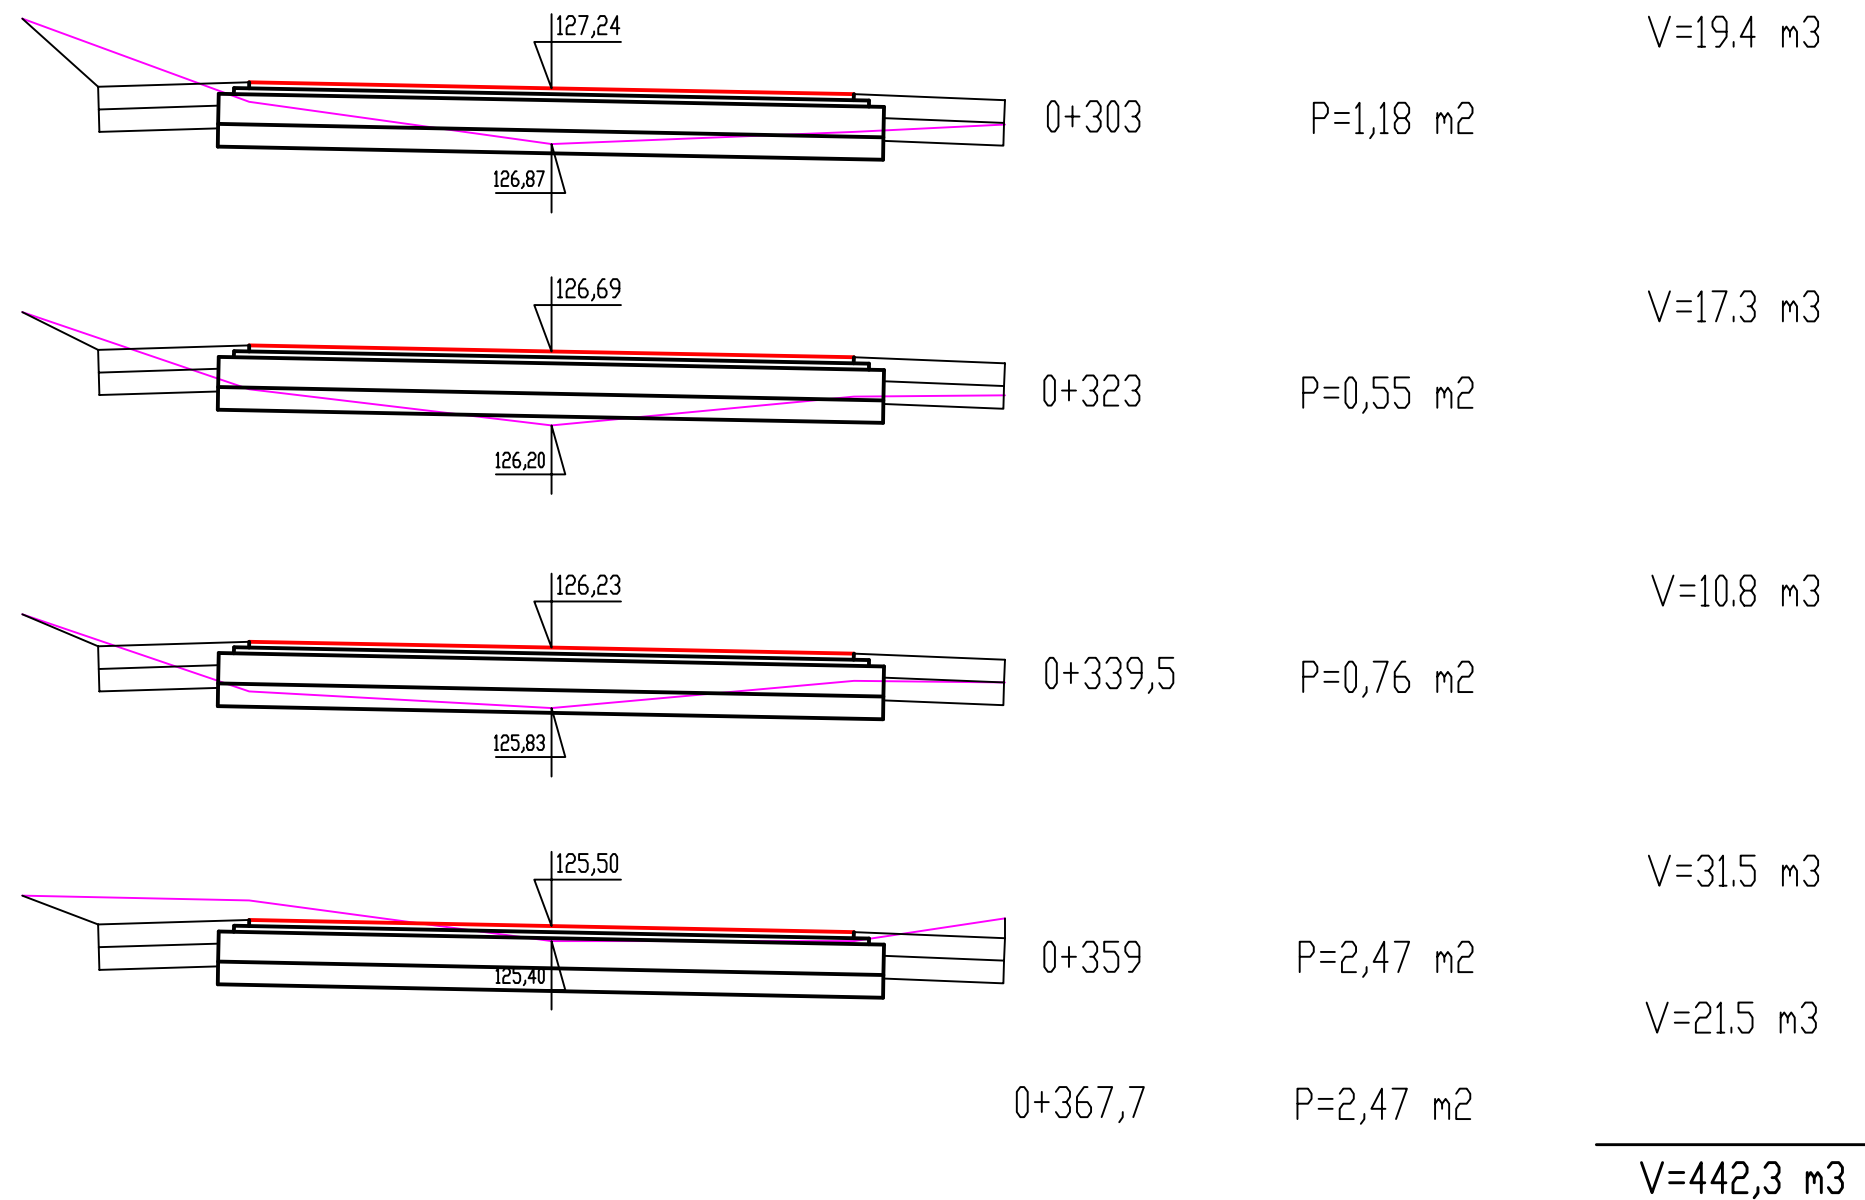 127,24
V=19.4 m3
0+303 P=1,18 m2
126,87
126,69
V=17.3 m3
0+323 P=0,55 m2
126,20
126,23
V=10.8 m3
0+339,5 P=0,76 m2
125,83
125,50
V=31.5 m3
0+359 P=2,47 m2
125,40
V=21.5 m3
0+367,7 P=2,47 m2
V=442,3 m3